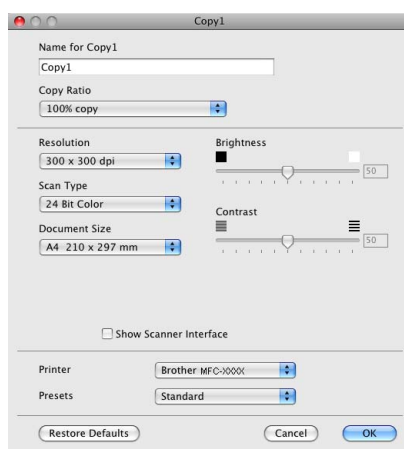 Copy1
Name for Copy1
Copy1
Copy Ratio
100% copy
Resolution
300 x 300 dpi
Scan Type
24 Bit Color
Document Size
A4 210 x 297 mm
Brightness
50
Contrast
50
Show Scanner Interface
Printer
Brother MFC-XXXX
Presets
Standard
Restore Defaults
Cancel
OK